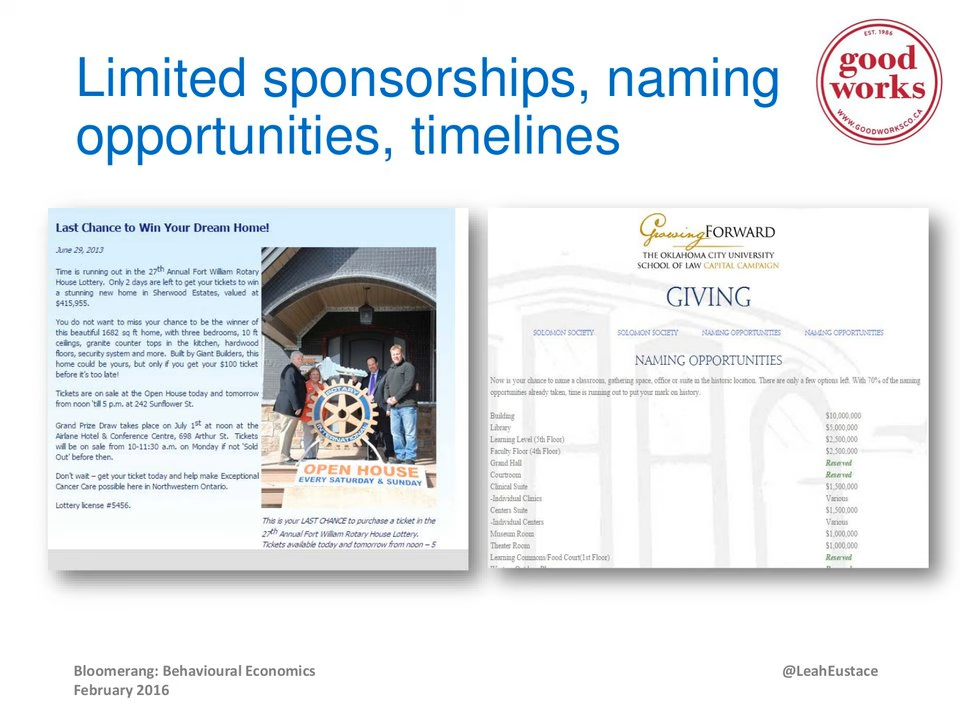 Limited sponsorships, naming
opportunities, timelines
EST. 1986
good
works
WWW.GOODWORKSCO.CA
Last Chance to Win Your Dream Home!
June 29, 2013
Time is running out in the 27th Annual Fort William Rotary
House Lottery. Only 2 days are left to get your tickets to win
a stunning new home in Sherwood Estates, valued at
$415,955.
You do not want to miss your chance to be the winner of
this beautiful 1682 sq ft home, with three bedrooms, 10 ft
ceilings, granite counter tops in the kitchen, hardwood
floors, security system and more. Built by Giant Builders, this
home could be yours, but only if you get your $100 ticket
before it's too late!
Tickets are on sale at the Open House today and tomorrow
from noon 'till 5 p.m. at 242 Sunflower St.
Grand Prize Draw takes place on July 1st at noon at the
Airlane Hotel & Conference Centre, 698 Arthur St. Tickets
will be on sale from 10-11:30 a.m. on Monday if not 'Sold
Out' before then.
Don't wait – get your ticket today and help make Exceptional
Cancer Care possible here in Northwestern Ontario.
Lottery license #5456.
ROTARY
INTERNATIONAL
OPEN HOUSE
EVERY SATURDAY & SUNDAY
This is your LAST CHANCE to purchase a ticket in the
27th Annual Fort William Rotary House Lottery.
Tickets available today and tomorrow from noon – 5
Growing FORWARD
THE OKLAHOMA CITY UNIVERSITY
SCHOOL OF LAW CAPITAL CAMPAIGN
GIVING
SOLOMON SOCIETY SOLOMON SOCIETY NAMING OPPORTUNITIES NAMING OPPORTUNITIES
NAMING OPPORTUNITIES
Now is your chance to name a classroom, gathering space, office or suite in the historic location. There are only a few options left. With 70% of the naming
opportunities already taken, time is running out to put your mark on history.
Building $10,000,000
Library $5,000,000
Learning Level (5th Floor) $2,500,000
Faculty Floor (4th Floor) $2,500,000
Grand Hall Reserved
Courtroom Reserved
Clinical Suite $1,500,000
-Individual Clinics Various
Centers Suite $1,500,000
-Individual Centers Various
Museum Room $1,000,000
Theater Room $1,000,000
Learning Commons/Food Court(1st Floor) Reserved
Bloomerang: Behavioural Economics
February 2016
@LeahEustace